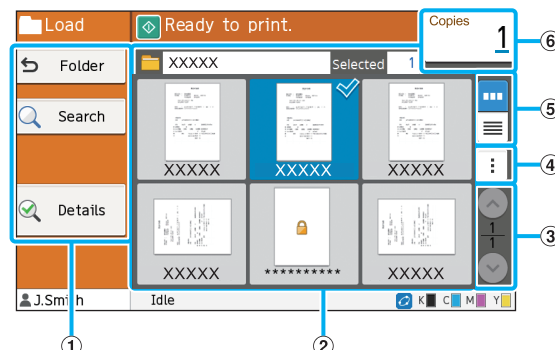 Load
Ready to print.
Copies
1
⑥
Folder
XXXXX
Selected
1
Search
⑤
XXXXX
XXXXX
XXXXX
④
Details
1
1
③
XXXXX
**********
XXXXX
J.Smith
Idle
K C M Y
①
②